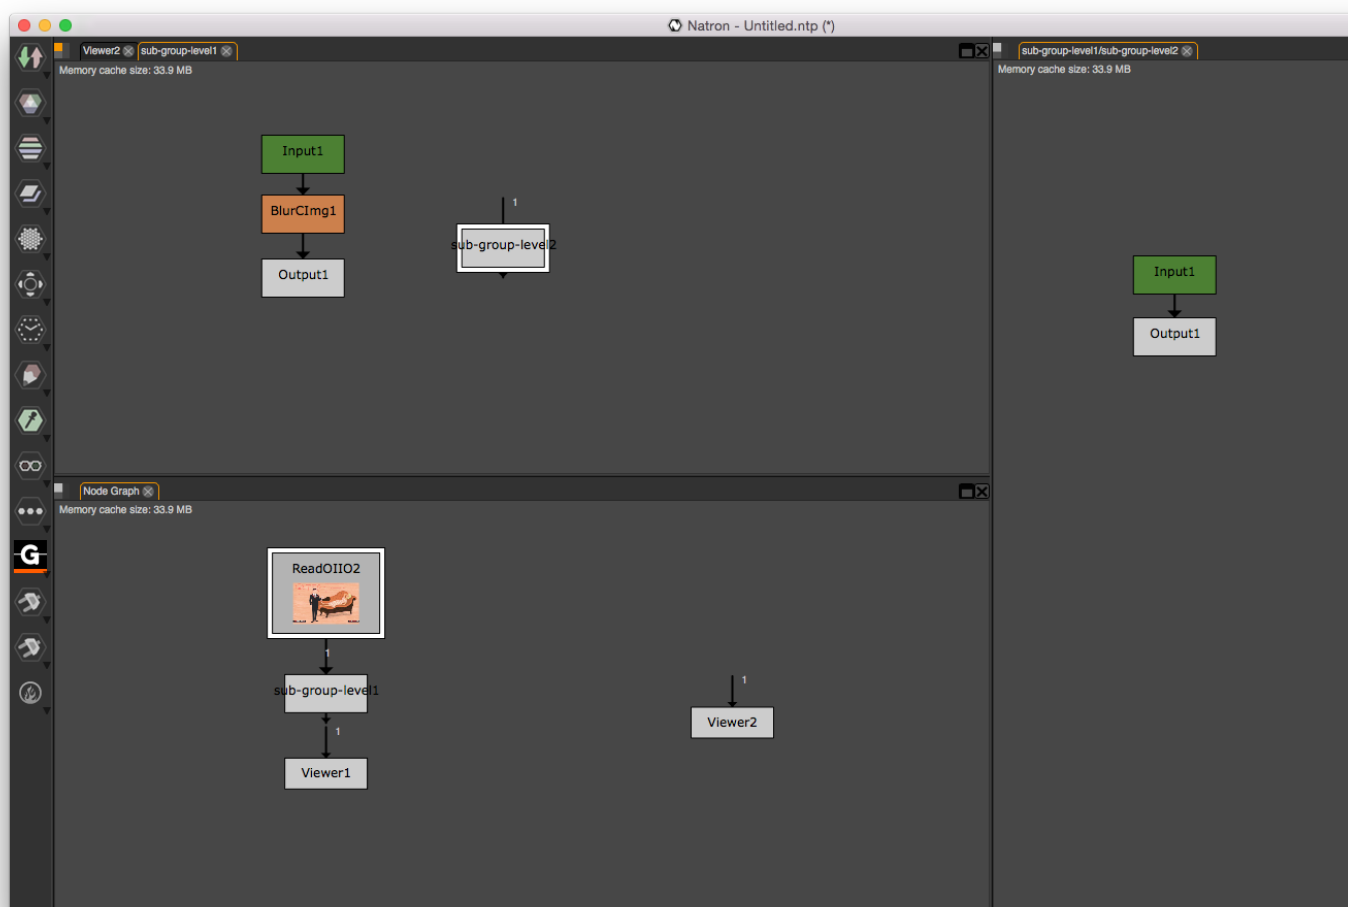 Natron - Untitled.ntp (*)
Viewer2
sub-group-level1
Memory cache size: 33.9 MB
Input1
BlurCImg1
Output1
1
sub-group-level2
sub-group-level1/sub-group-level2
Memory cache size: 33.9 MB
Input1
Output1
Node Graph
Memory cache size: 33.9 MB
ReadOIIO2
1
sub-group-level1
1
Viewer1
1
Viewer2
G